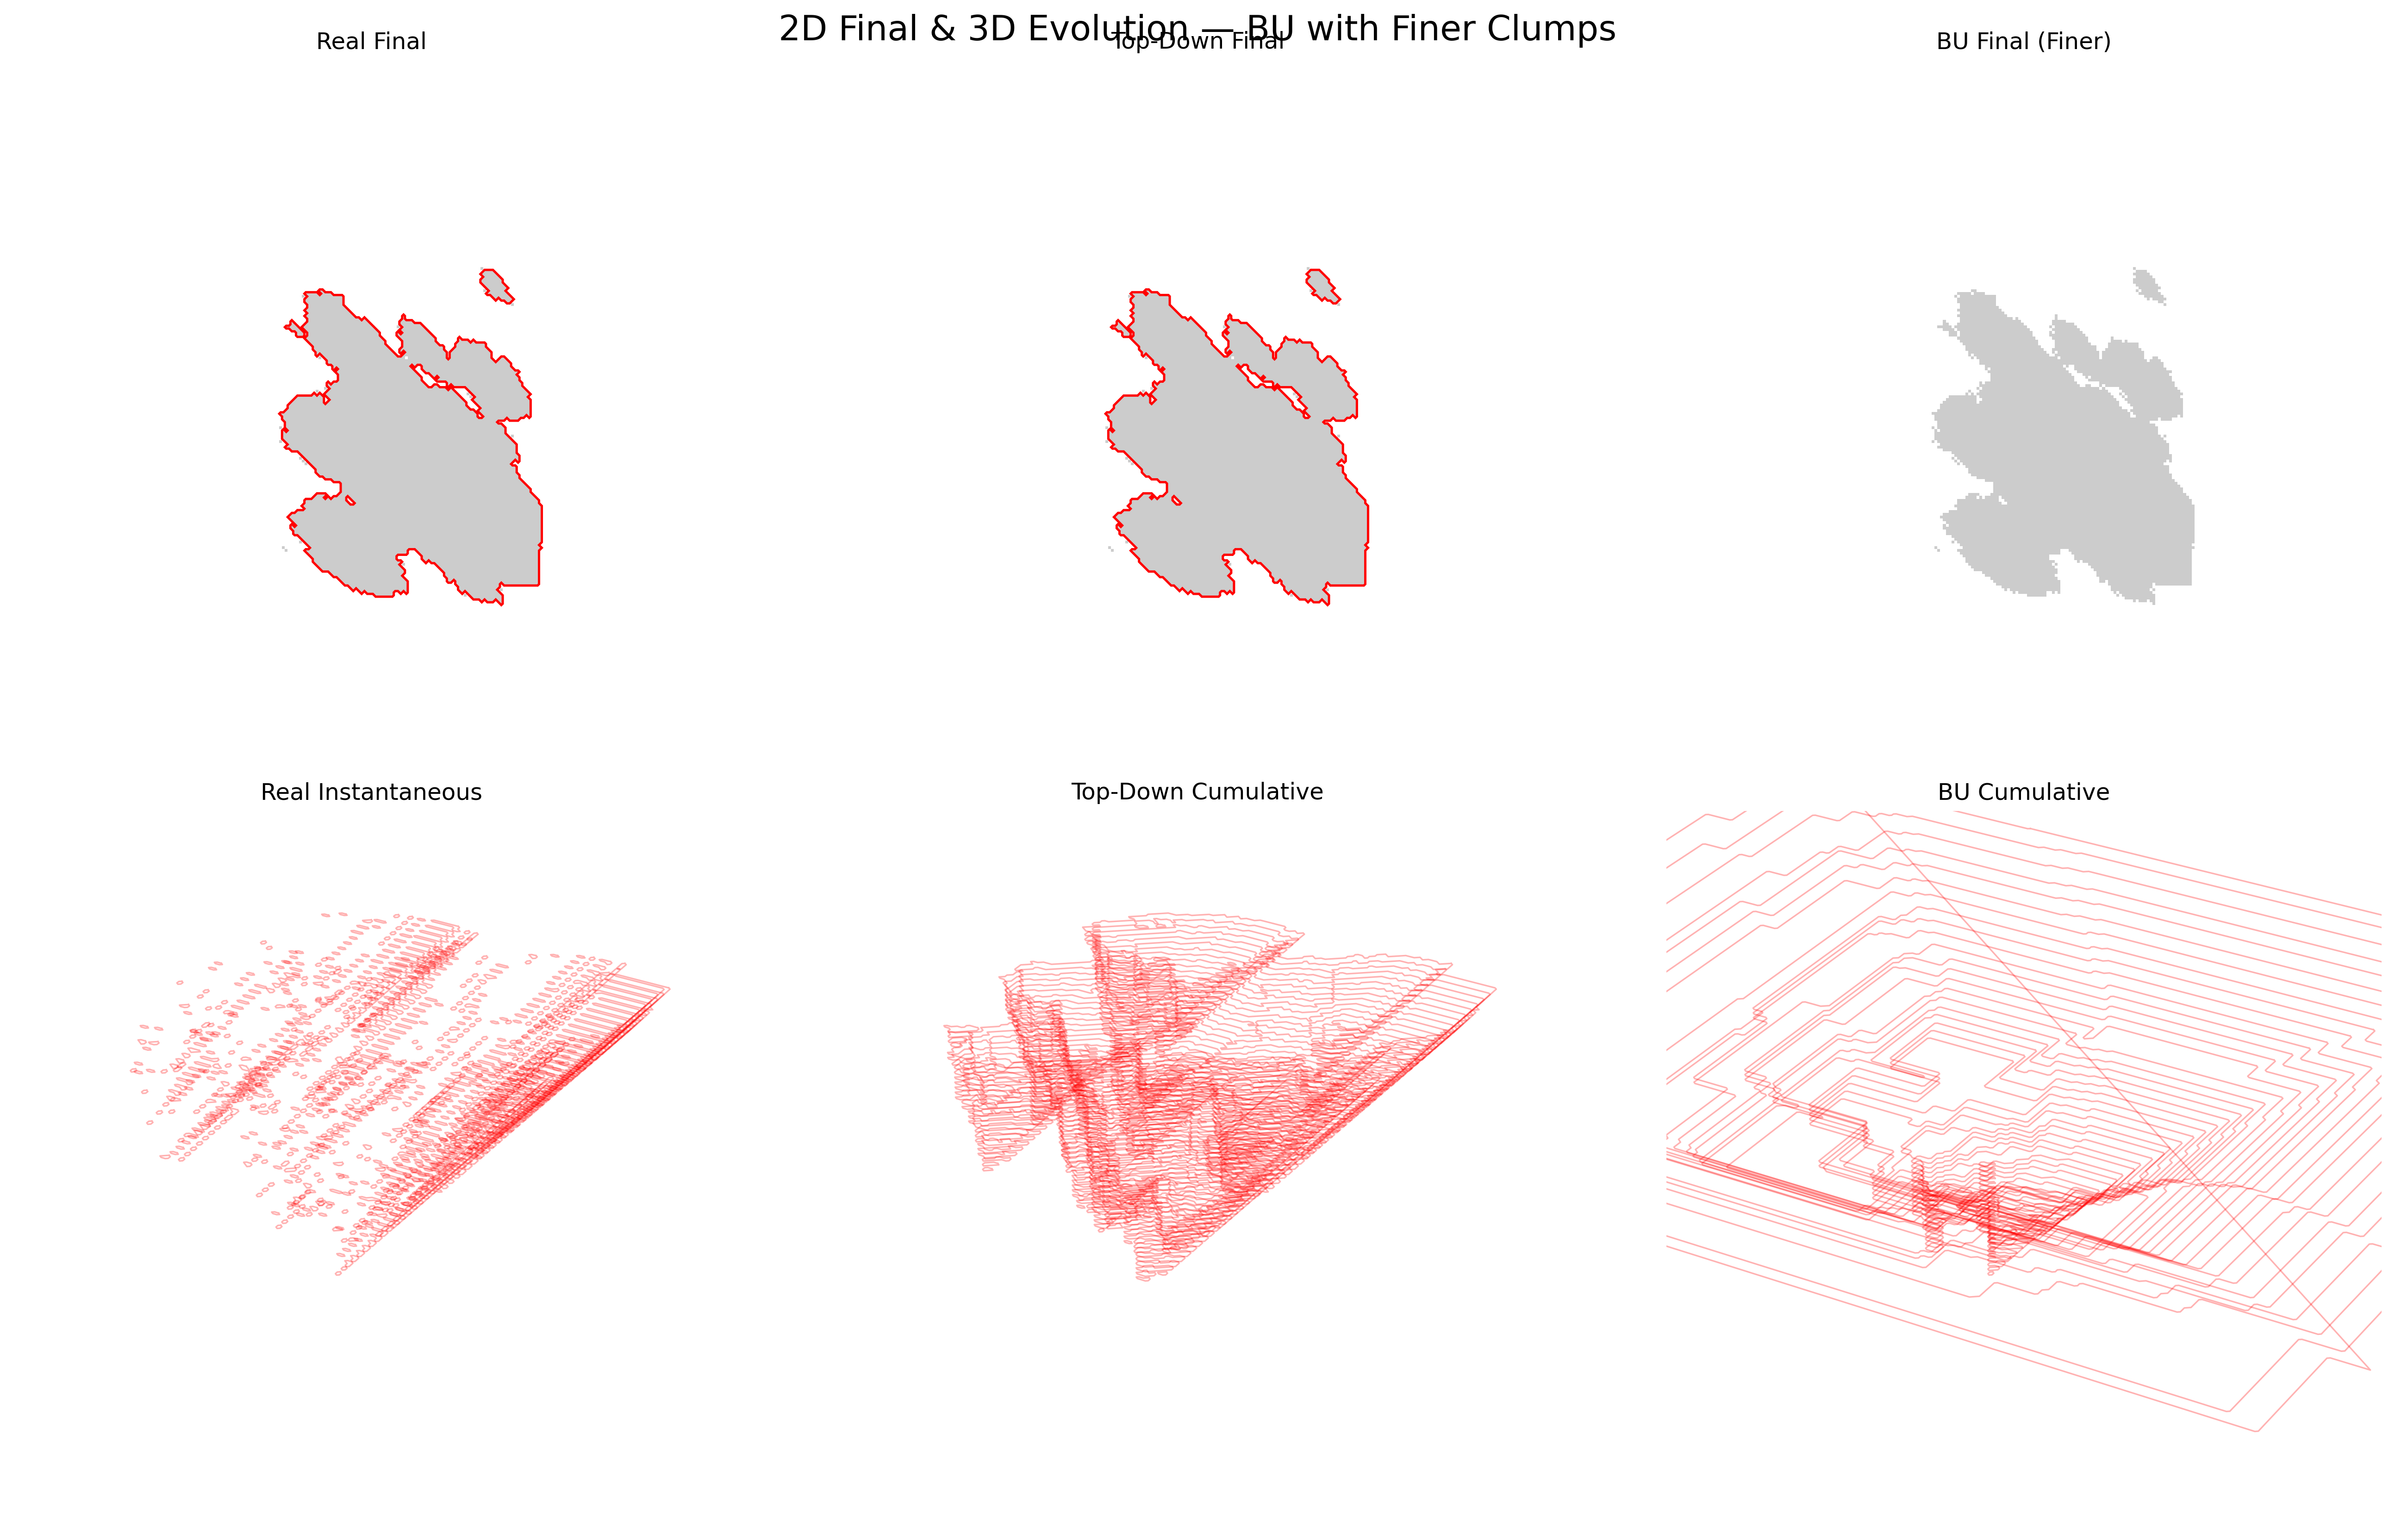 2D Final & 3D Evolution — BU with Finer Clumps
Real Final
Top-Down Final
BU Final (Finer)
Real Instantaneous
Top-Down Cumulative
BU Cumulative